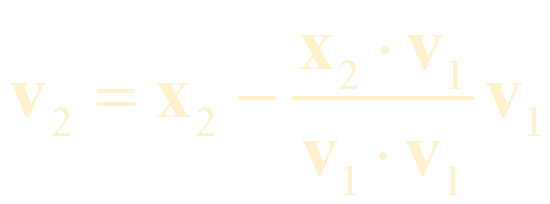 v₂ = x₂ − (x₂ · v₁) / (v₁ · v₁) v₁